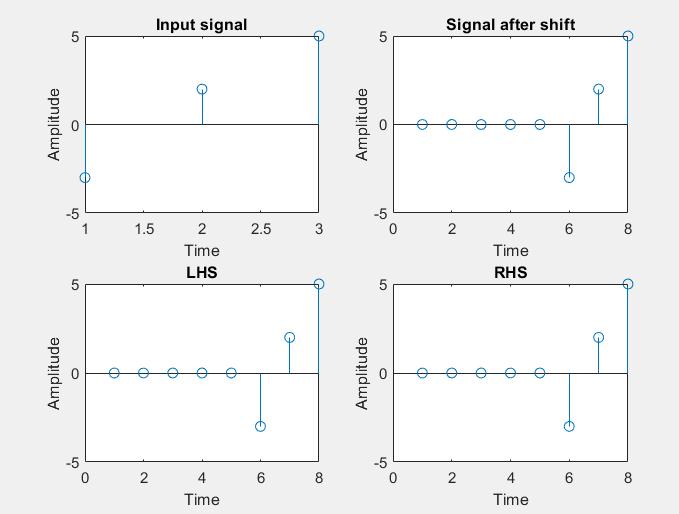 Input signal
5
0
-5
Amplitude
1 1.5 2 2.5 3
Time
Signal after shift
5
0
-5
Amplitude
0 2 4 6 8
Time
LHS
5
0
-5
Amplitude
0 2 4 6 8
Time
RHS
5
0
-5
Amplitude
0 2 4 6 8
Time